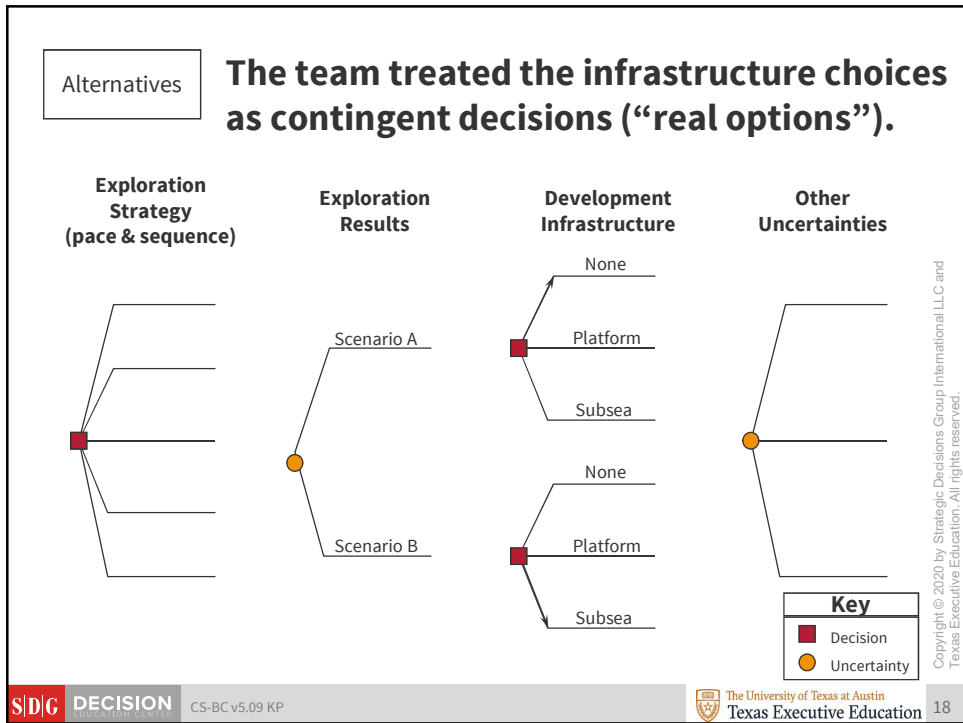 Alternatives
The team treated the infrastructure choices
as contingent decisions (“real options”).
Exploration
Strategy
(pace & sequence)
Exploration
Results
Development
Infrastructure
Other
Uncertainties
Scenario A
Scenario B
None
Platform
Subsea
None
Platform
Subsea
Key
Decision
Uncertainty
Copyright © 2020 by Strategic Decisions Group International LLC and
Texas Executive Education. All rights reserved.
S|D|G DECISION
EDUCATION CENTER
CS-BC v5.09 KP
The University of Texas at Austin
Texas Executive Education
18